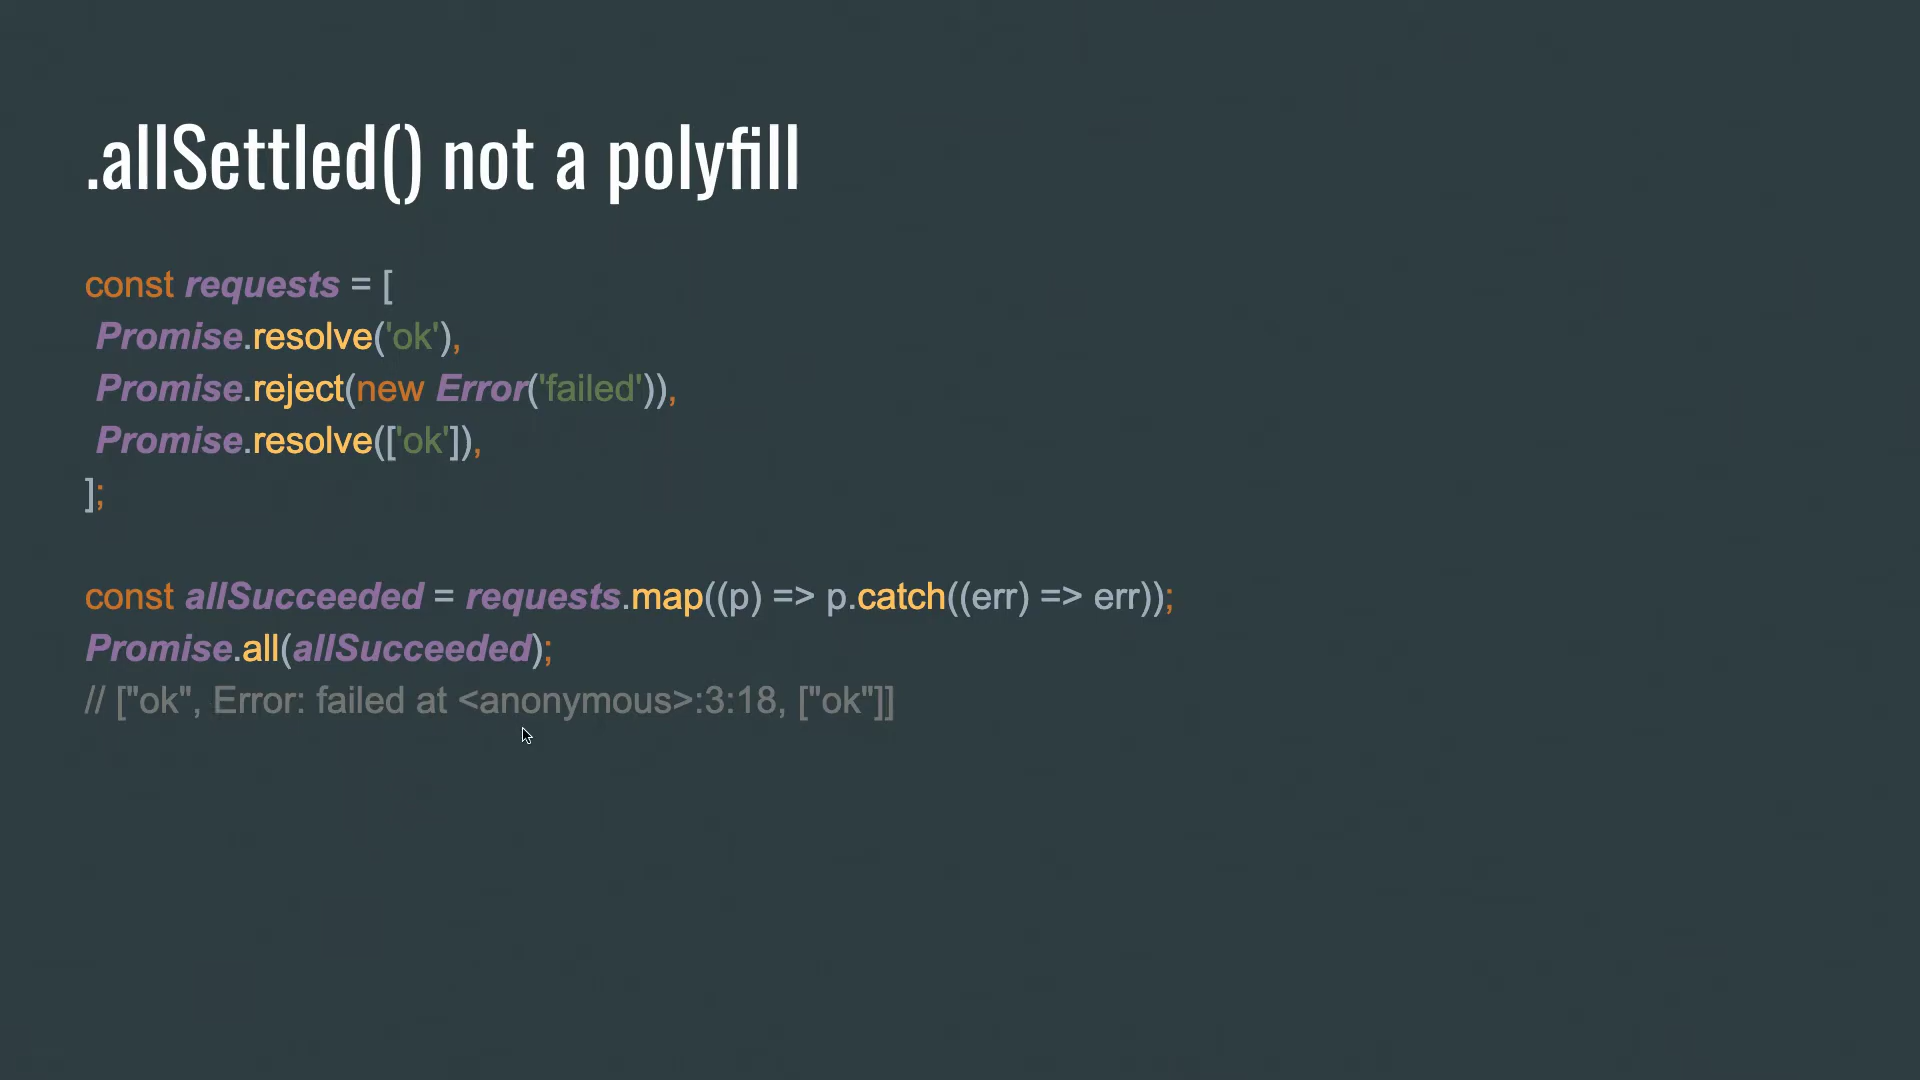 .allSettled() not a polyfill
const requests = [
Promise.resolve('ok'),
Promise.reject(new Error('failed')),
Promise.resolve(['ok']),
];
const allSucceeded = requests.map((p) => p.catch((err) => err));
Promise.all(allSucceeded);
// ["ok", Error: failed at <anonymous>:3:18, ["ok"]]